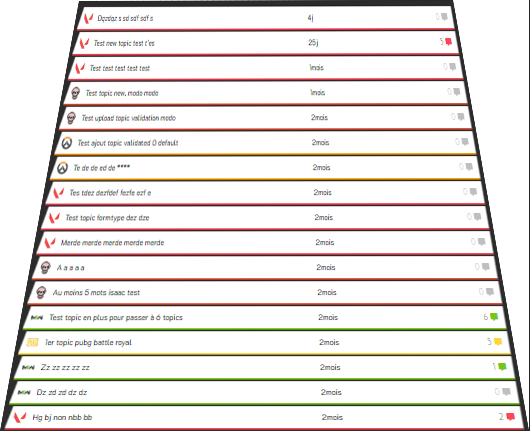 Dqzdqz s sd sdf sdf s 4j 0
Test new topic test t'es 25j 5
Test test test test test 1mois 0
Test topic new, modo modo 1mois 0
Test upload topic validation modo 2mois 0
Test ajout topic validated 0 default 2mois 0
Te de de ed de **** 2mois 0
Tes tdez dezfdef fezfe ezf e 2mois 0
Test topic formtype dez dze 2mois 0
Merde merde merde merde merde 2mois 0
A a a a a 2mois 0
Au moins 5 mots isaac test 2mois 0
Test topic en plus pour passer à 6 topics 2mois 6
1er topic pubg battle royal 2mois 5
Zz zz zz zz zz 2mois 1
Dz zd zd dz dz 2mois 0
Hg bj non nbb bb 2mois 2